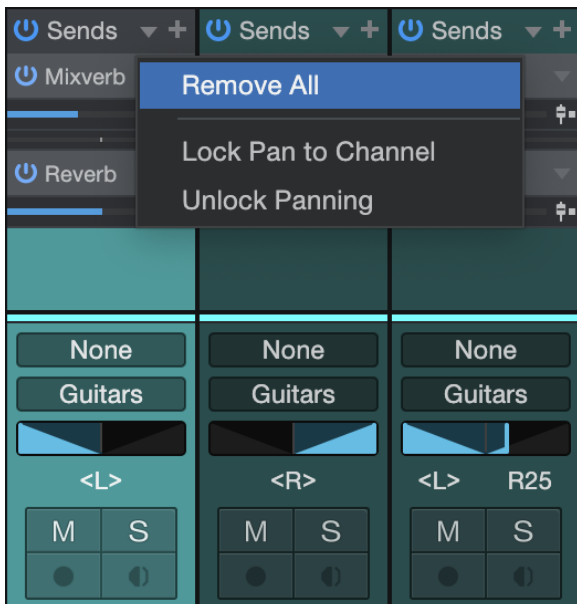 Sends Sends Sends
Mixverb
Remove All
Lock Pan to Channel
Reverb
Unlock Panning
None None None
Guitars Guitars Guitars
<L> <R> <L> R25
M S M S M S